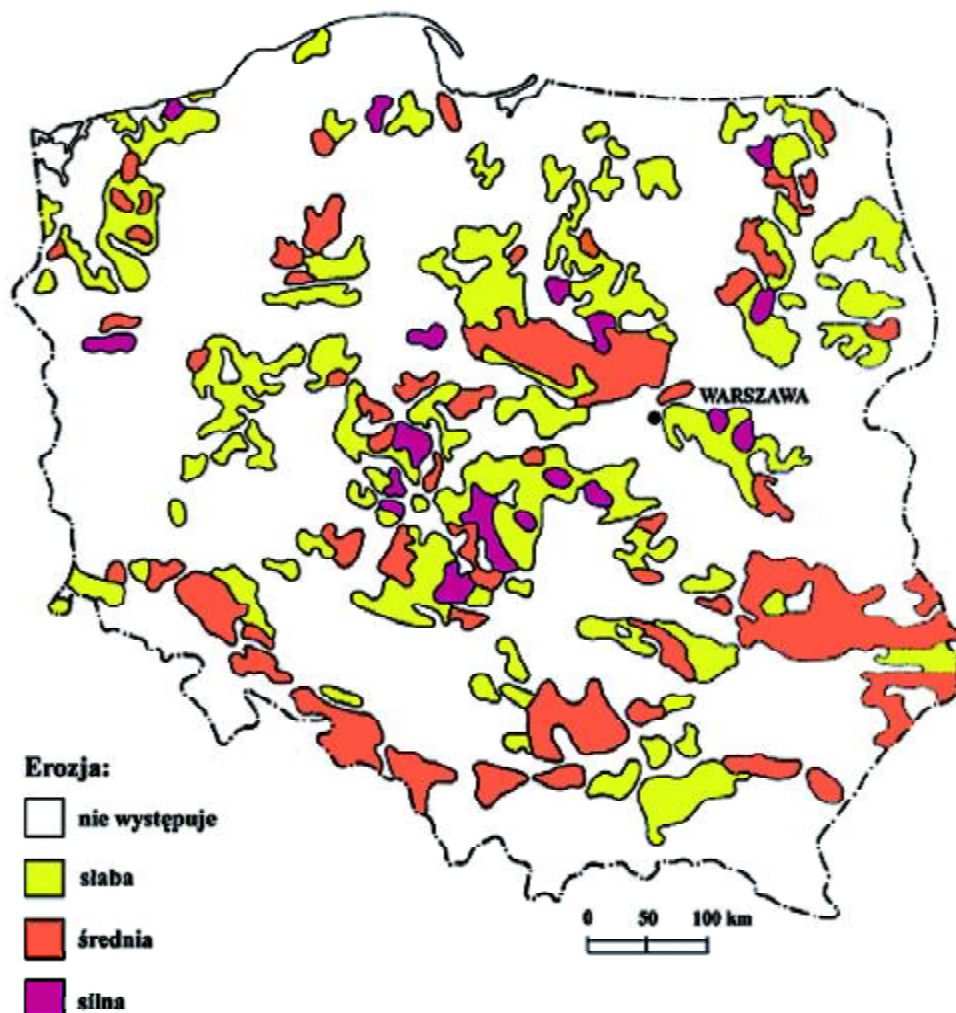 WARSZAWA
Erozja:
nie występuje
słaba
średnia
silna
0 50 100 km